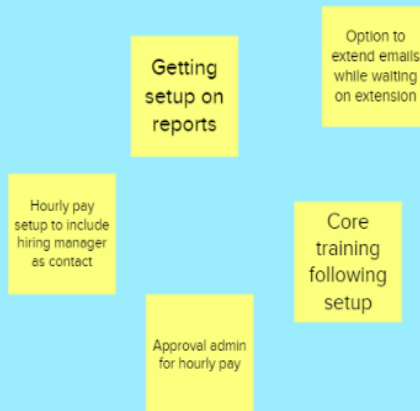 Getting
setup on
reports
Option to
extend emails
while waiting
on extension
Hourly pay
setup to include
hiring manager
as contact
Core
training
following
setup
Approval admin
for hourly pay